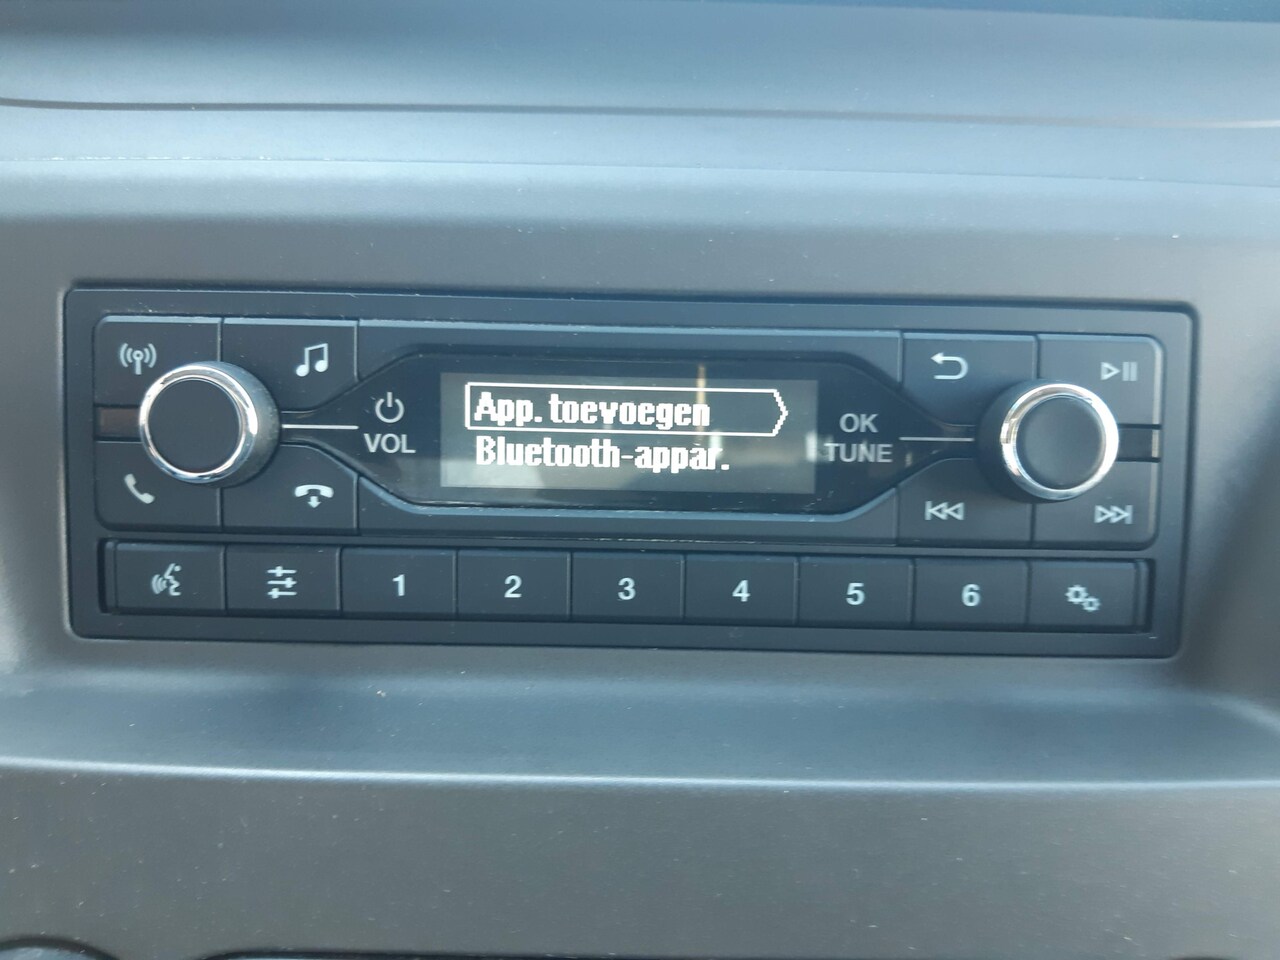 App. toevoegen
Bluetooth-appar.
VOL
OK
TUNE
1 2 3 4 5 6